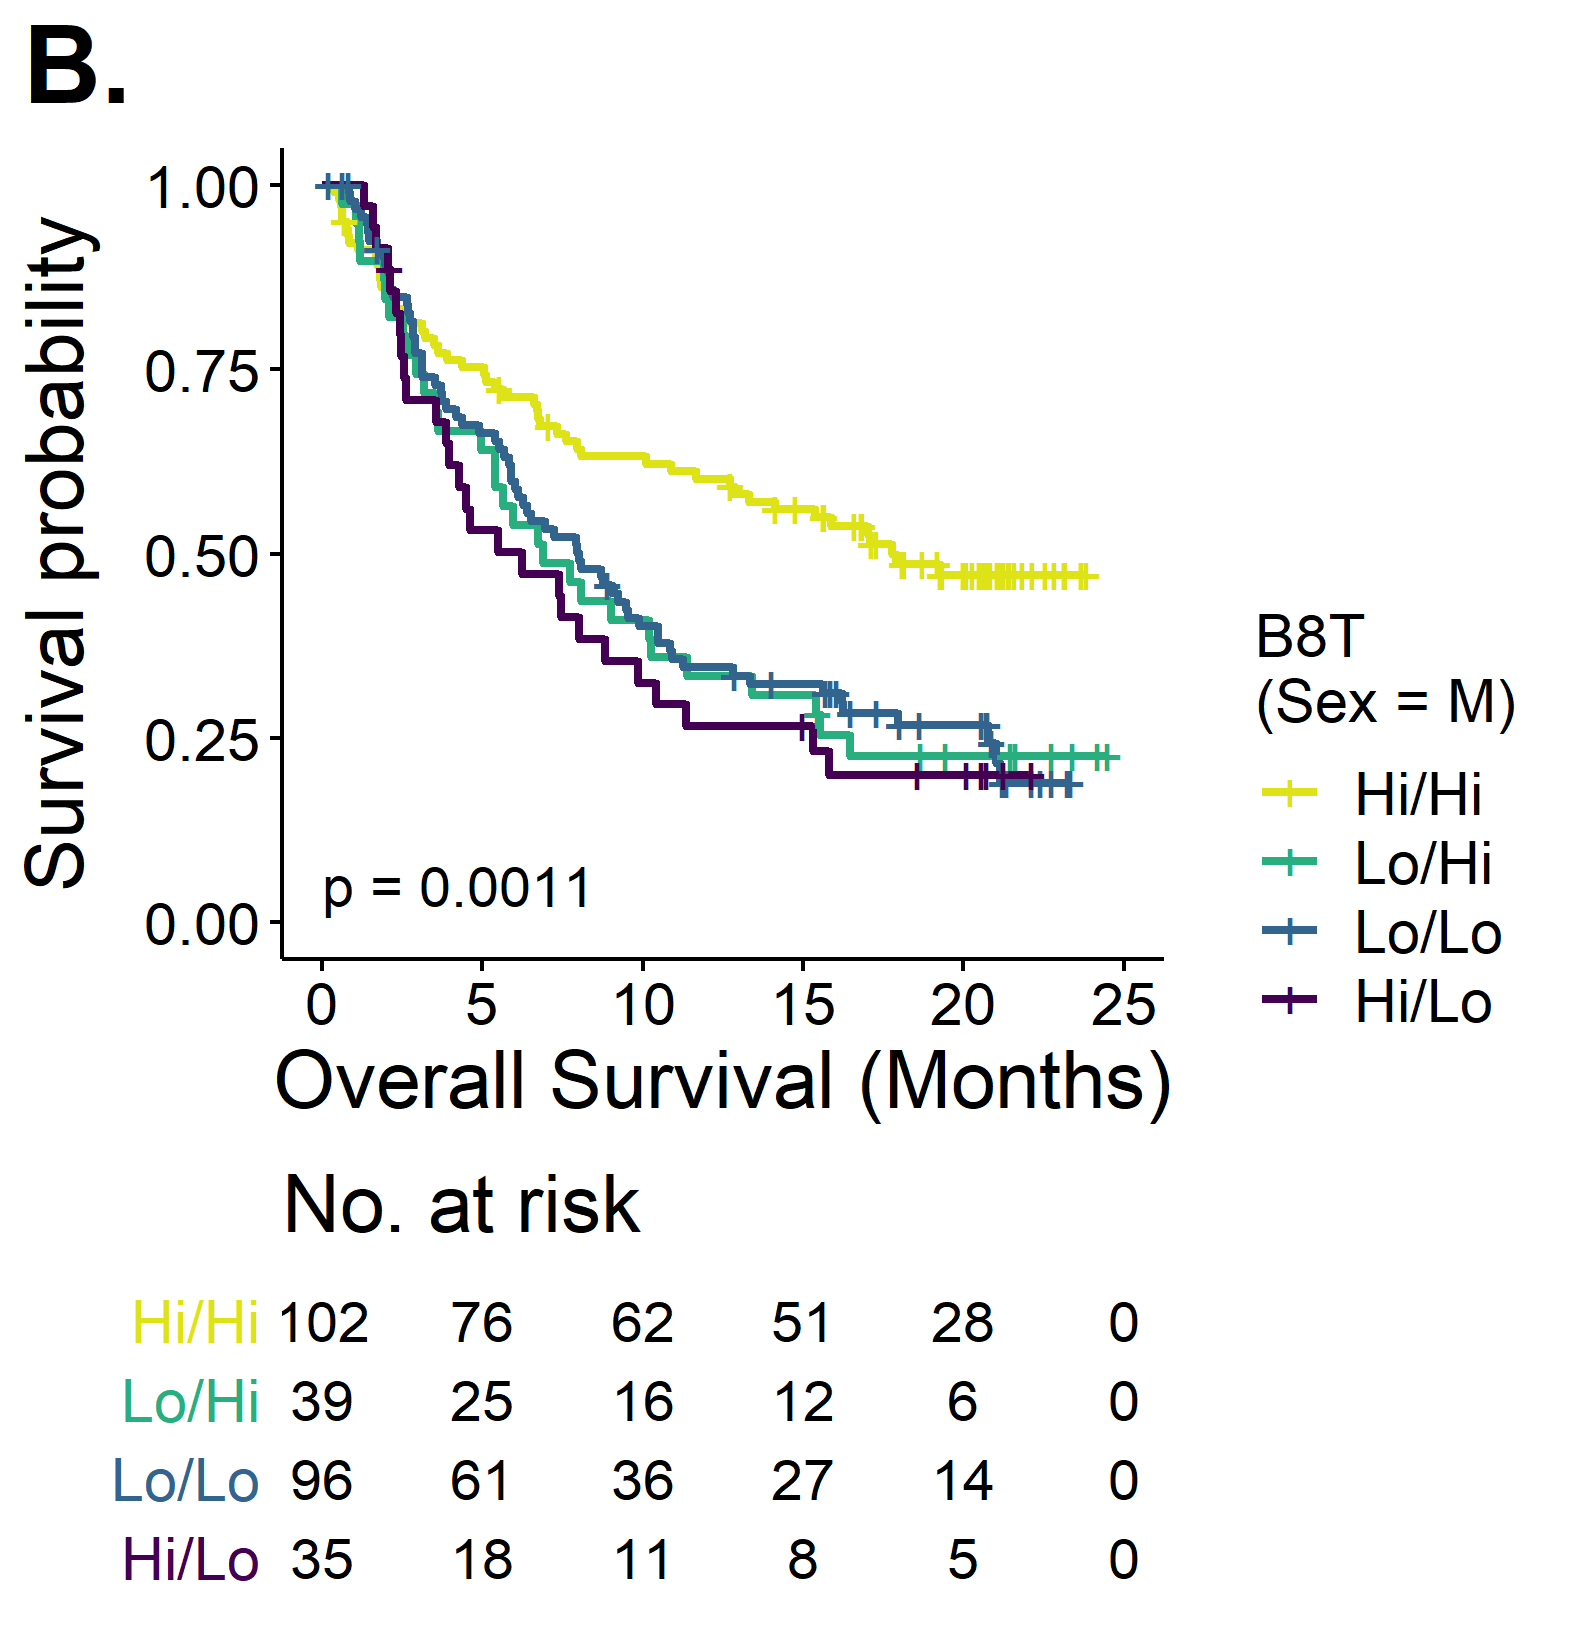 B.
Survival probability
1.00
0.75
0.50
0.25
0.00
p = 0.0011
0 5 10 15 20 25
Overall Survival (Months)
B8T
(Sex = M)
Hi/Hi
Lo/Hi
Lo/Lo
Hi/Lo
No. at risk
Hi/Hi 102 76 62 51 28 0
Lo/Hi 39 25 16 12 6 0
Lo/Lo 96 61 36 27 14 0
Hi/Lo 35 18 11 8 5 0